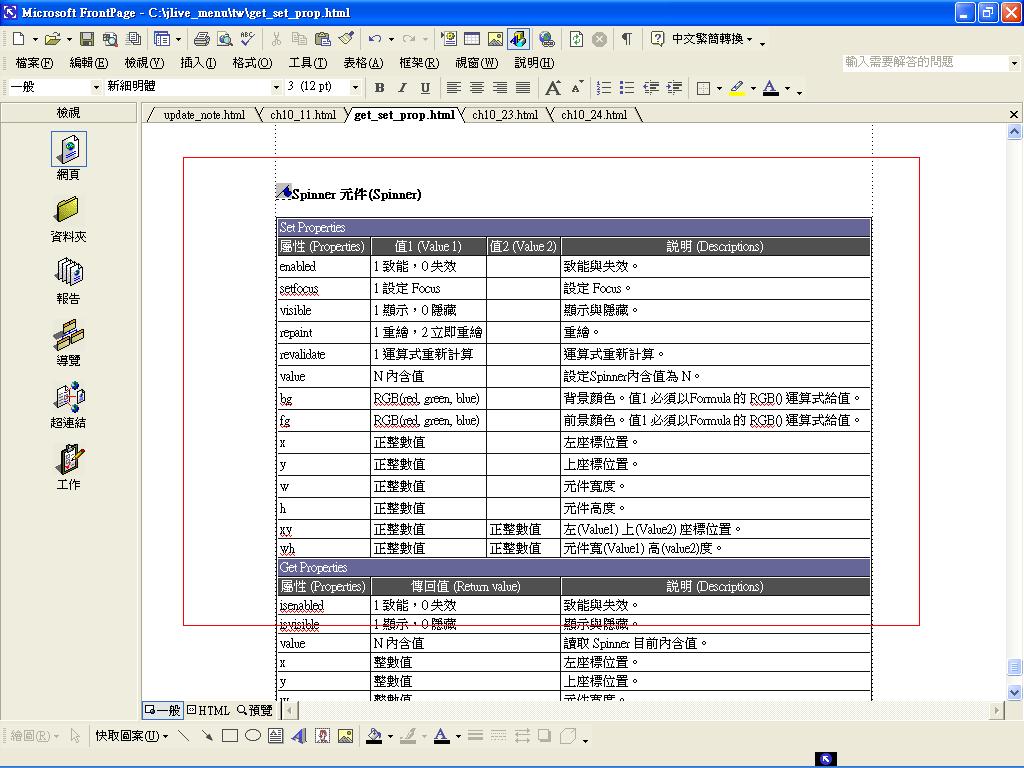 Microsoft FrontPage - C:\jlive_menu\tw\get_set_prop.html
中文繁簡轉換
檔案(F) 編輯(E) 檢視(V) 插入(I) 格式(O) 工具(T) 表格(A) 框架(R) 視窗(W) 說明(H) 輸入需要解答的問題
一般 新細明體 3 (12 pt) B I U A A A
檢視 update_note.html ch10_11.html get_set_prop.html ch10_23.html ch10_24.html
網頁
資料夾
報告
導覽
超連結
工作
Spinner 元件(Spinner)
Set Properties
屬性 (Properties) 值1 (Value 1) 值2 (Value 2) 說明 (Descriptions)
enabled 1 致能，0 失效 致能與失效。
setfocus 1 設定 Focus 設定 Focus。
visible 1 顯示，0 隱藏 顯示與隱藏。
repaint 1 重繪，2 立即重繪 重繪。
revalidate 1 運算式重新計算 運算式重新計算。
value N 內含值 設定Spinner內含值為 N。
bg RGB(red, green, blue) 背景顏色。值1 必須以Formula 的 RGB() 運算式給值。
fg RGB(red, green, blue) 前景顏色。值1 必須以Formula 的 RGB() 運算式給值。
x 正整數值 左座標位置。
y 正整數值 上座標位置。
w 正整數值 元件寬度。
h 正整數值 元件高度。
xy 正整數值 正整數值 左(Value1) 上(Value2) 座標位置。
wh 正整數值 正整數值 元件寬(Value1) 高(value2)度。
Get Properties
屬性 (Properties) 傳回值 (Return value) 說明 (Descriptions)
isenabled 1 致能，0 失效 致能與失效。
isvisible 1 顯示，0 隱藏 顯示與隱藏。
value N 內含值 讀取 Spinner 目前內含值。
x 整數值 左座標位置。
y 整數值 上座標位置。
w 整數值 元件寬度。
一般 HTML 預覽
繪圖(R) 快取圖案(U) A